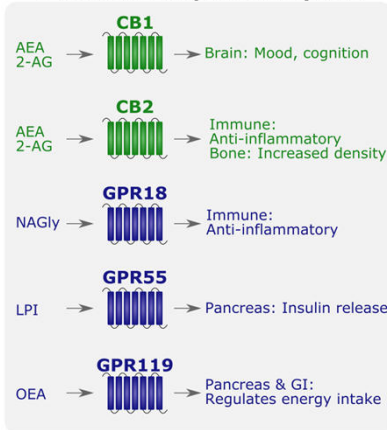 CB1
AEA
2-AG
Brain: Mood, cognition
CB2
AEA
2-AG
Immune:
Anti-inflammatory
Bone: Increased density
GPR18
NAGly
Immune:
Anti-inflammatory
GPR55
LPI
Pancreas: Insulin release
GPR119
OEA
Pancreas & GI:
Regulates energy intake